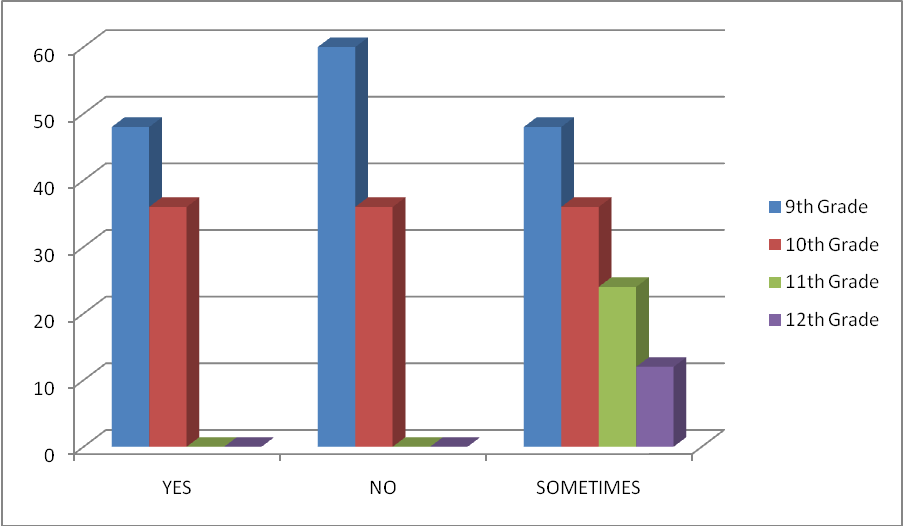 60
50
40
30
20
10
0
YES NO SOMETIMES
9th Grade
10th Grade
11th Grade
12th Grade